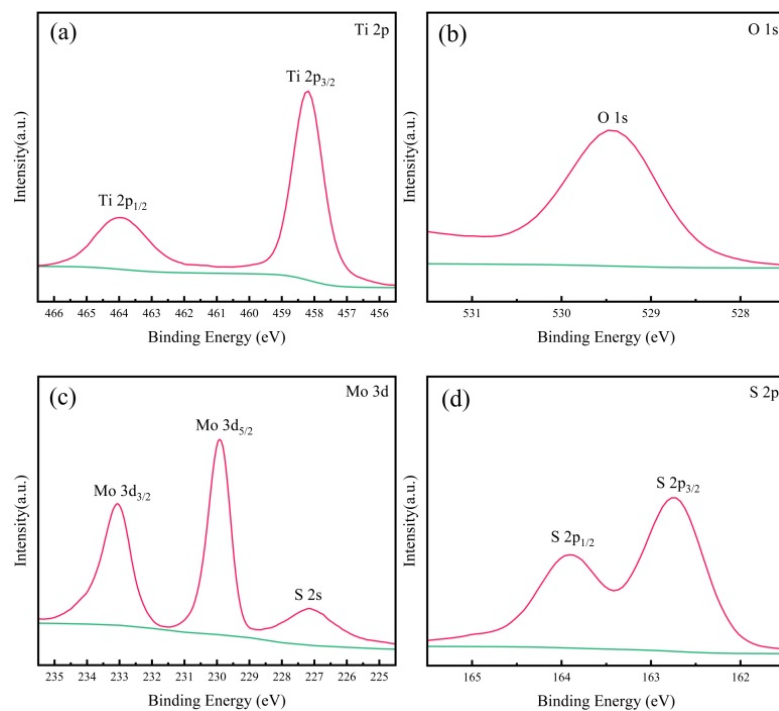 (a)
Ti 2p
Ti 2p3/2
Ti 2p1/2
Intensity(a.u.)
466 465 464 463 462 461 460 459 458 457 456
Binding Energy (eV)
(b)
O 1s
O 1s
Intensity(a.u.)
531 530 529 528
Binding Energy (eV)
(c)
Mo 3d
Mo 3d5/2
Mo 3d3/2
S 2s
Intensity(a.u.)
235 234 233 232 231 230 229 228 227 226 225
Binding Energy (eV)
(d)
S 2p
S 2p3/2
S 2p1/2
Intensity(a.u.)
165 164 163 162
Binding Energy (eV)